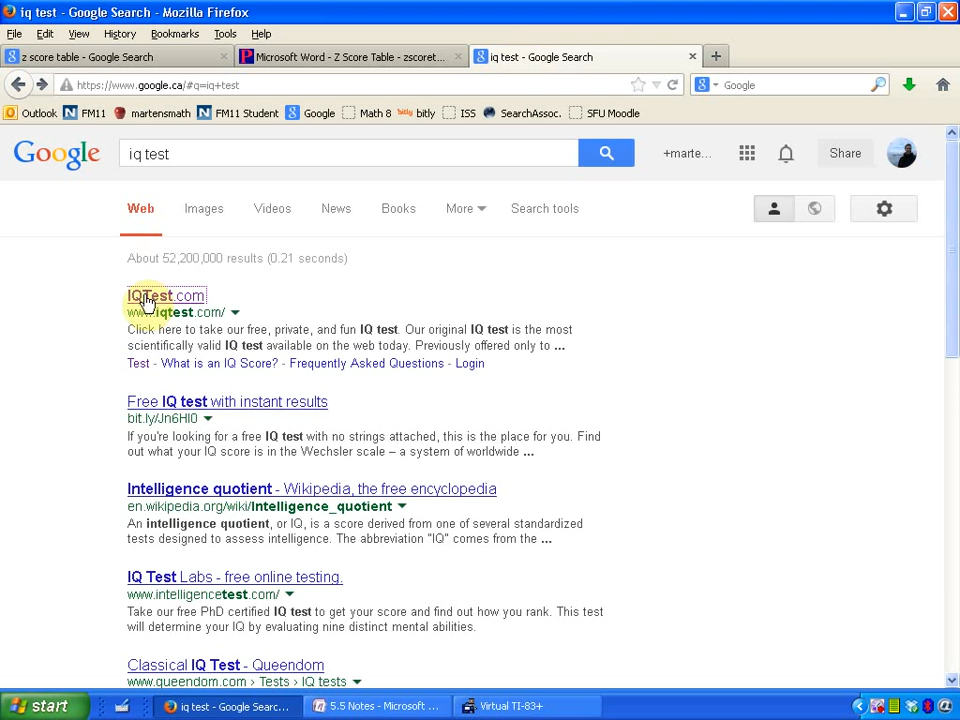 iq test - Google Search - Mozilla Firefox
File Edit View History Bookmarks Tools Help
z score table - Google Search
Microsoft Word - Z Score Table - zscoret...
iq test - Google Search
https://www.google.ca/#q=iq+test
Google
Outlook FM11 martensmath FM11 Student Google Math 8 bitly bitly ISS SearchAssoc. SFU Moodle
Google iq test +marte... Share
Web Images Videos News Books More Search tools
About 52,200,000 results (0.21 seconds)
IQTest.com
www.iqtest.com/
Click here to take our free, private, and fun IQ test. Our original IQ test is the most
scientifically valid IQ test available on the web today. Previously offered only to ...
Test - What is an IQ Score? - Frequently Asked Questions - Login
Free IQ test with instant results
bit.ly/Jn6HI0
If you're looking for a free IQ test with no strings attached, this is the place for you. Find
out what your IQ score is in the Wechsler scale – a system of worldwide ...
Intelligence quotient - Wikipedia, the free encyclopedia
en.wikipedia.org/wiki/Intelligence_quotient
An intelligence quotient, or IQ, is a score derived from one of several standardized
tests designed to assess intelligence. The abbreviation "IQ" comes from the ...
IQ Test Labs - free online testing.
www.intelligencetest.com/
Take our free PhD certified IQ test to get your score and find out how you rank. This test
will determine your IQ by evaluating nine distinct mental abilities.
Classical IQ Test - Queendom
www.queendom.com › Tests › IQ tests
start
iq test - Google Searc...
5.5 Notes - Microsoft ...
Virtual TI-83+